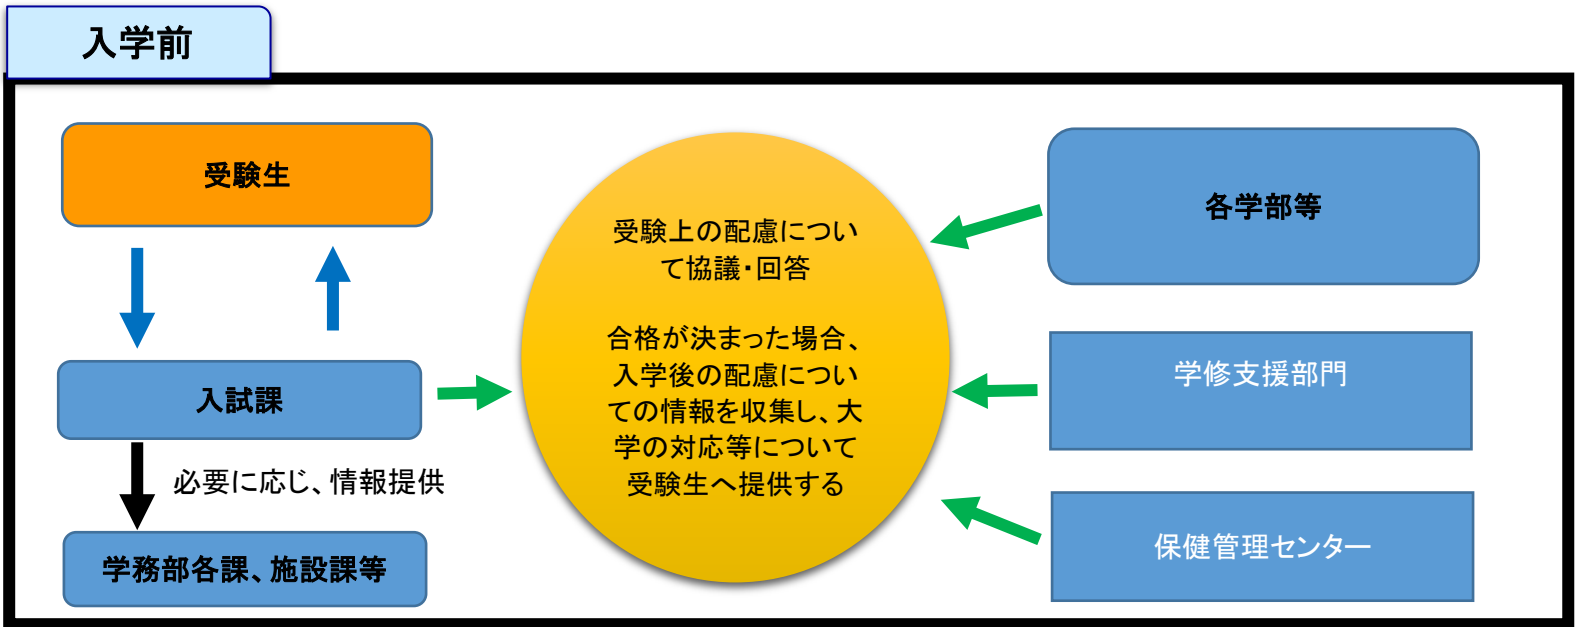 入学前
受験生
入試課
必要に応じ、情報提供
学務部各課、施設課等
受験上の配慮につい
て協議・回答
合格が決まった場合、
入学後の配慮につい
ての情報を収集し、大
学の対応等について
受験生へ提供する
各学部等
学修支援部門
保健管理センター